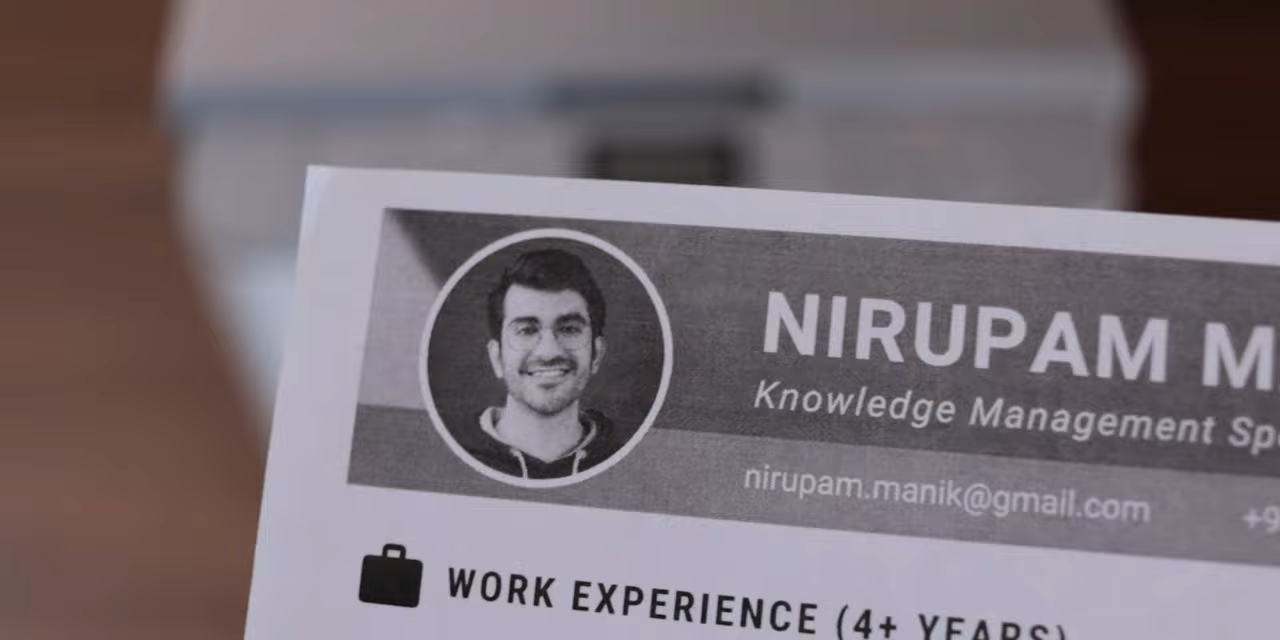 NIRUPAM M
Knowledge Management Sp
nirupam.manik@gmail.com +9
WORK EXPERIENCE (4+ YEARS)